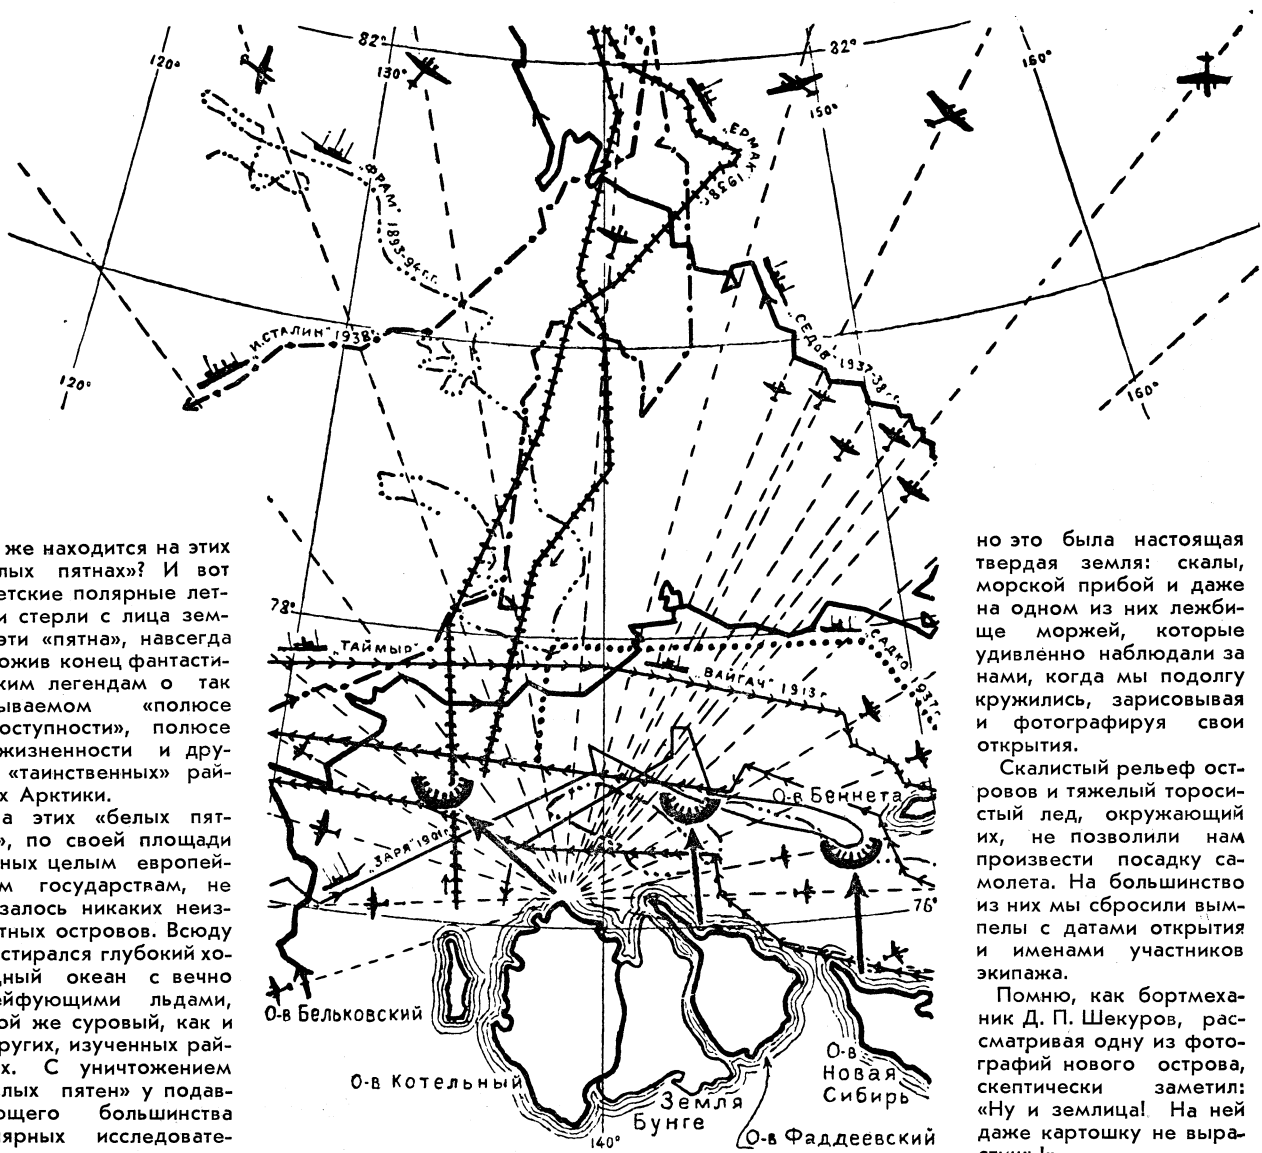 82°
82°
120°
130°
150°
160°
„ЕРМАК" 1938г.
„ФРАМ" 1893-94 г.г.
„И.СТАЛИН" 1938г.
„СЕДОВ" 1937-38 г.г.
120°
160°
же находится на этих
лых пятнах»? И вот
етские полярные лет-
и стерли с лица зем-
эти «пятна», навсегда
ожив конец фантасти-
ким легендам о так
ываемом «полюсе
оступности», полюсе
жизненности и дру-
«таинственных» рай-
х Арктики.
а этих «белых пят-
», по своей площади
ных целым европей-
м государствам, не
залось никаких неиз-
тных островов. Всюду
стирался глубокий хо-
дный океан с вечно
ейфующими льдами,
ой же суровый, как и
ругих, изученных рай-
х. С уничтожением
лых пятен» у подав-
ющего большинства
ярных исследовате-
78°
„ТАЙМЫР"
„САДКО"
937г.
„ВАЙГАЧ" 1913 г
О-в Беннета
„ЗАРЯ" 1901г.
76°
О-в Бельковский
О-в Котельный
О-в
Новая
Сибирь
Земля
Бунге
О-в Фаддеевский
140°
но это была настоящая
твердая земля: скалы,
морской прибой и даже
на одном из них лежби-
ще моржей, которые
удивленно наблюдали за
нами, когда мы подолгу
кружились, зарисовывая
и фотографируя свои
открытия.
Скалистый рельеф ост-
ровов и тяжелый тороси-
стый лед, окружающий
их, не позволили нам
произвести посадку са-
молета. На большинство
из них мы сбросили вым-
пелы с датами открытия
и именами участников
экипажа.
Помню, как бортмеха-
ник Д. П. Шекуров, рас-
сматривая одну из фото-
графий нового острова,
скептически заметил:
«Ну и землица! На ней
даже картошку не выра-